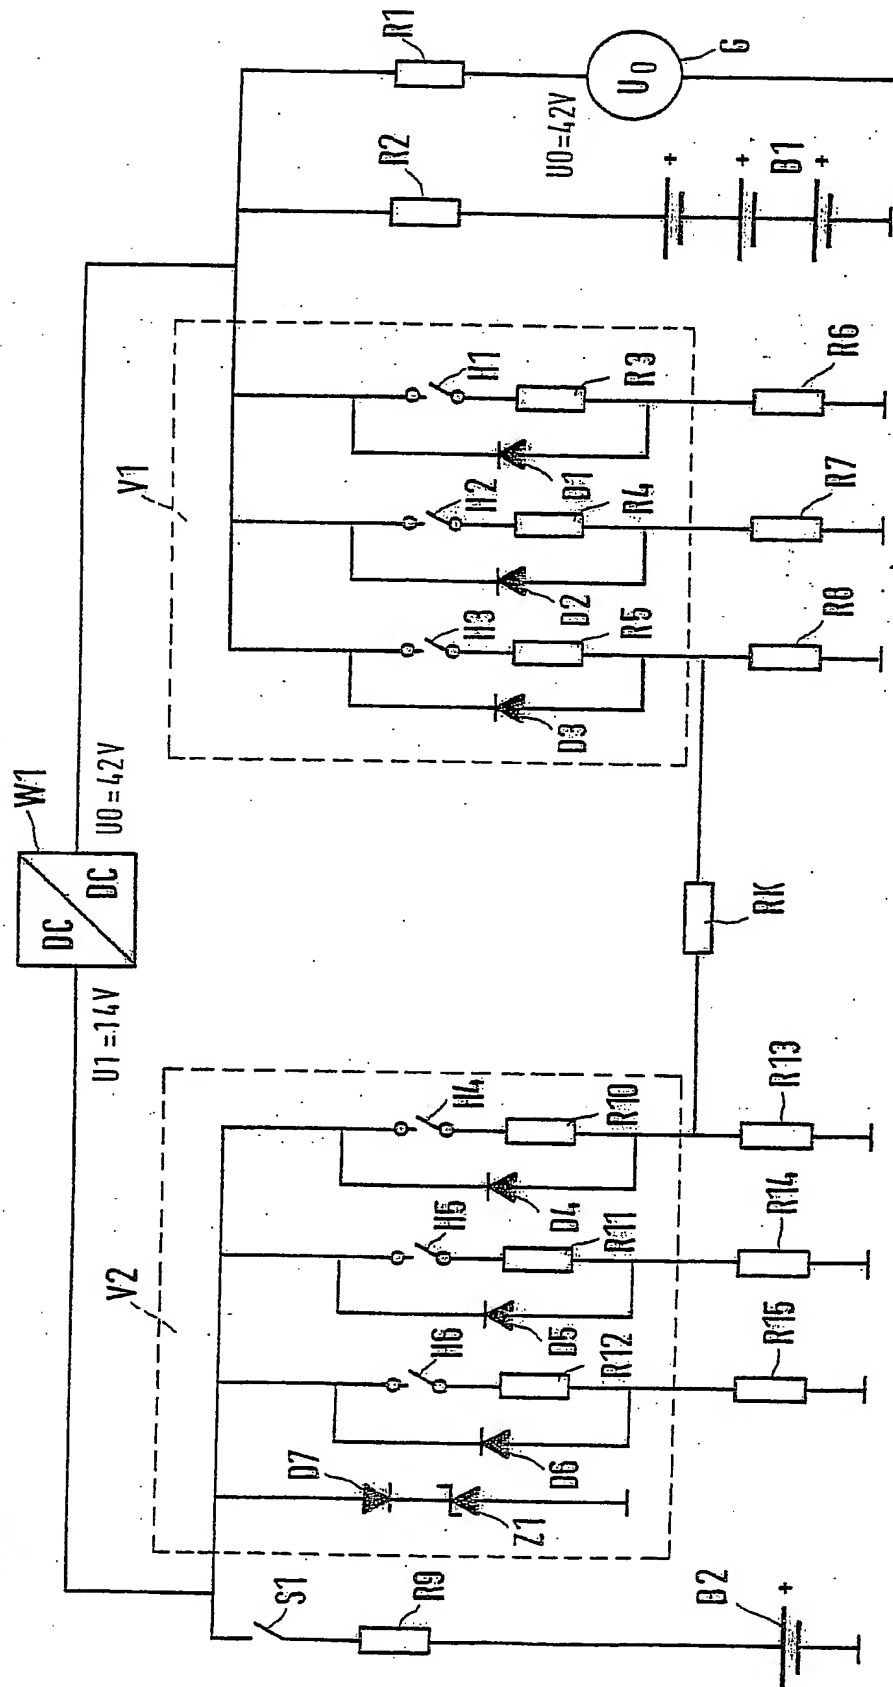 W1
DC
DC
U1=14V
U0=42V
V2
V1
R1
R2
U0=42V
U0
G
B1
+
+
+
H1
R3
D1
R6
H2
R4
D2
R7
H3
R5
D3
R8
RK
H4
R10
D4
R13
H5
R11
D5
R14
H6
R12
D6
R15
D7
Z1
S1
R9
B2
+